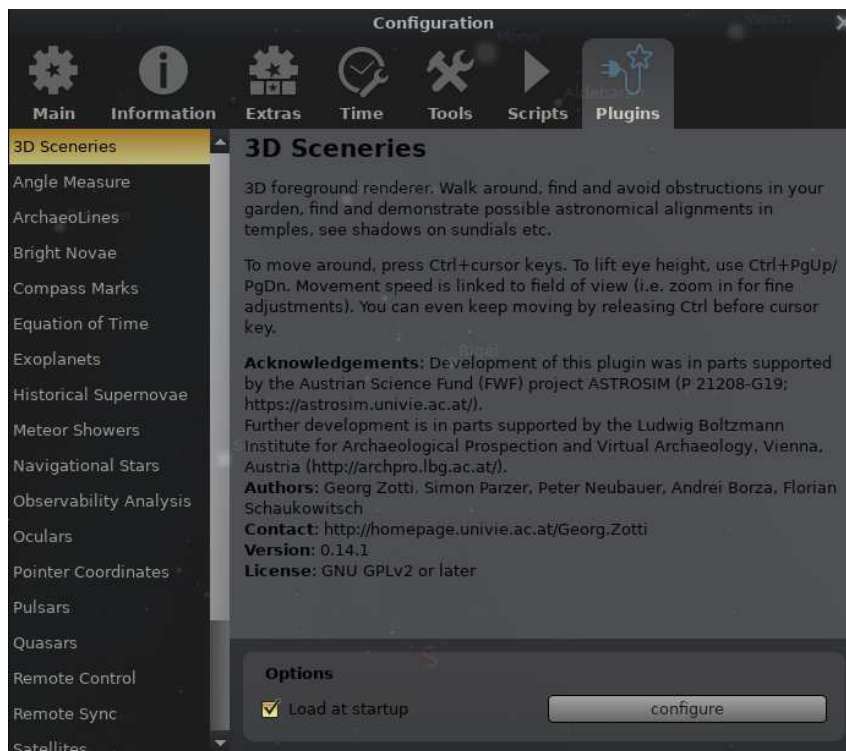 Configuration
Main
Information
Extras
Time
Tools
Scripts
Plugins
3D Sceneries
Angle Measure
ArchaeoLines
Bright Novae
Compass Marks
Equation of Time
Exoplanets
Historical Supernovae
Meteor Showers
Navigational Stars
Observability Analysis
Oculars
Pointer Coordinates
Pulsars
Quasars
Remote Control
Remote Sync
Satellites
3D Sceneries
3D foreground renderer. Walk around, find and avoid obstructions in your
garden, find and demonstrate possible astronomical alignments in
temples, see shadows on sundials etc.
To move around, press Ctrl+cursor keys. To lift eye height, use Ctrl+PgUp/
PgDn. Movement speed is linked to field of view (i.e. zoom in for fine
adjustments). You can even keep moving by releasing Ctrl before cursor
key.
Acknowledgements: Development of this plugin was in parts supported
by the Austrian Science Fund (FWF) project ASTROSIM (P 21208-G19;
https://astrosim.univie.ac.at/).
Further development is in parts supported by the Ludwig Boltzmann
Institute for Archaeological Prospection and Virtual Archaeology, Vienna,
Austria (http://archpro.lbg.ac.at/).
Authors: Georg Zotti. Simon Parzer, Peter Neubauer, Andrei Borza, Florian
Schaukowitsch
Contact: http://homepage.univie.ac.at/Georg.Zotti
Version: 0.14.1
License: GNU GPLv2 or later
Options
Load at startup
configure
Moon
Aldebaran
Rigel
S